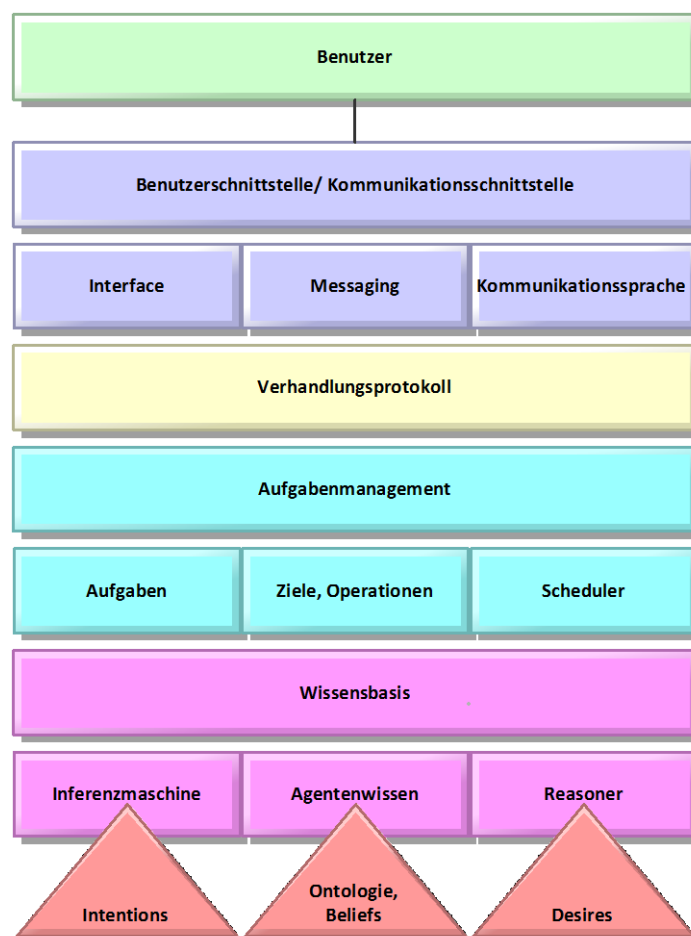 Benutzer
Benutzerschnittstelle/ Kommunikationsschnittstelle
Interface
Messaging
Kommunikationssprache
Verhandlungsprotokoll
Aufgabenmanagement
Aufgaben
Ziele, Operationen
Scheduler
Wissensbasis
Inferenzmaschine
Agentenwissen
Reasoner
Intentions
Ontologie,
Beliefs
Desires